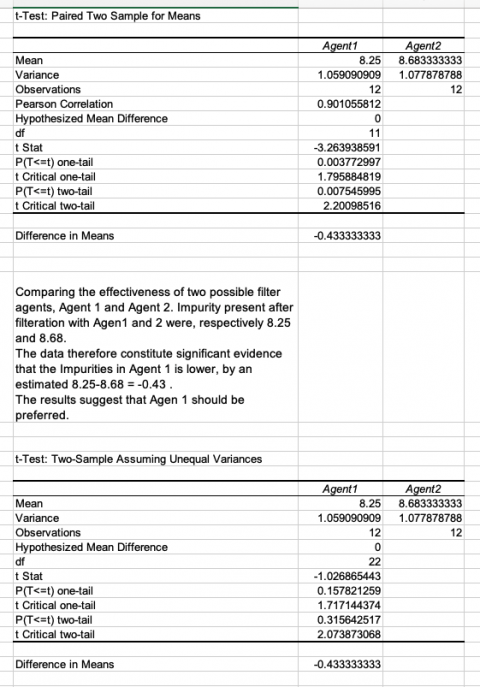 t-Test: Paired Two Sample for Means
Agent1 Agent2
Mean 8.25 8.683333333
Variance 1.059090909 1.077878788
Observations 12 12
Pearson Correlation 0.901055812
Hypothesized Mean Difference 0
df 11
t Stat -3.263938591
P(T<=t) one-tail 0.003772997
t Critical one-tail 1.795884819
P(T<=t) two-tail 0.007545995
t Critical two-tail 2.20098516
Difference in Means -0.433333333
Comparing the effectiveness of two possible filter
agents, Agent 1 and Agent 2. Impurity present after
filteration with Agen1 and 2 were, respectively 8.25
and 8.68.
The data therefore constitute significant evidence
that the Impurities in Agent 1 is lower, by an
estimated 8.25-8.68 = -0.43 .
The results suggest that Agen 1 should be
preferred.
t-Test: Two-Sample Assuming Unequal Variances
Agent1 Agent2
Mean 8.25 8.683333333
Variance 1.059090909 1.077878788
Observations 12 12
Hypothesized Mean Difference 0
df 22
t Stat -1.026865443
P(T<=t) one-tail 0.157821259
t Critical one-tail 1.717144374
P(T<=t) two-tail 0.315642517
t Critical two-tail 2.073873068
Difference in Means -0.433333333